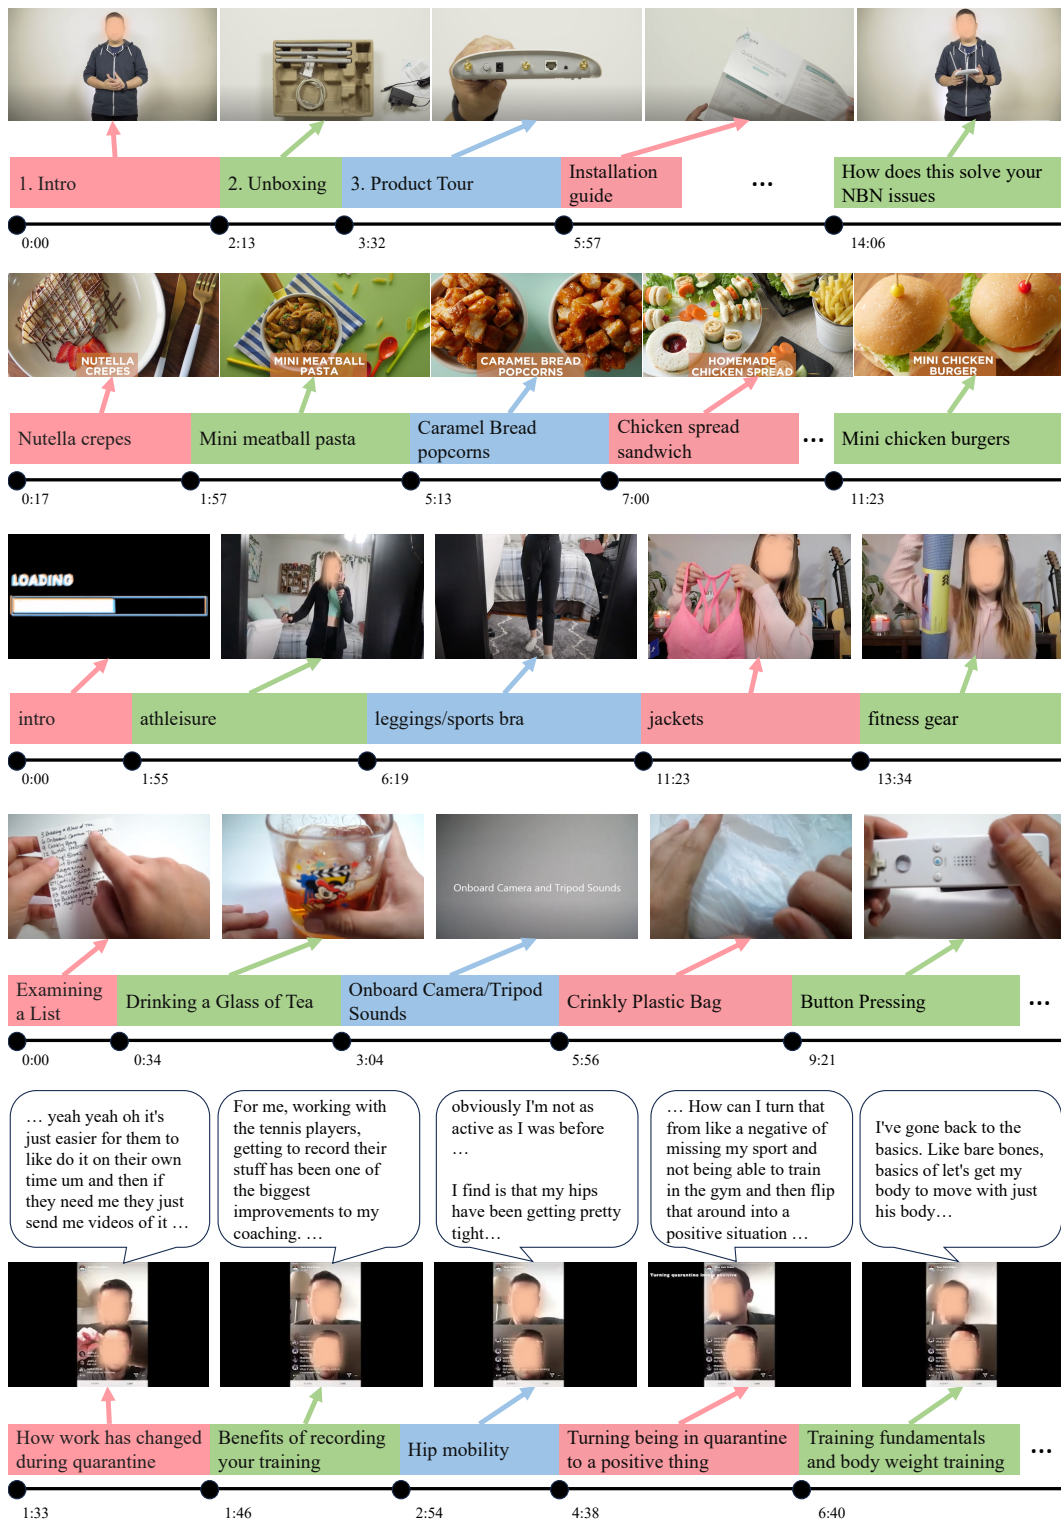 1. Intro
2. Unboxing
3. Product Tour
Installation
guide
...
How does this solve your
NBN issues
0:00
2:13
3:32
5:57
14:06
NUTELLA
CREPES
MINI MEATBALL
PASTA
CARAMEL BREAD
POPCORNS
HOMEMADE
CHICKEN SPREAD
MINI CHICKEN
BURGER
Nutella crepes
Mini meatball pasta
Caramel Bread
popcorns
Chicken spread
sandwich
...
Mini chicken burgers
0:17
1:57
5:13
7:00
11:23
LOADING
intro
athleisure
leggings/sports bra
jackets
fitness gear
0:00
1:55
6:19
11:23
13:34
Onboard Camera and Tripod Sounds
Examining
a List
Drinking a Glass of Tea
Onboard Camera/Tripod
Sounds
Crinkly Plastic Bag
Button Pressing
...
0:00
0:34
3:04
5:56
9:21
… yeah yeah oh it's
just easier for them to
like do it on their own
time um and then if
they need me they just
send me videos of it …
For me, working with
the tennis players,
getting to record their
stuff has been one of
the biggest
improvements to my
coaching. …
obviously I'm not as
active as I was before
…
I find is that my hips
have been getting pretty
tight…
… How can I turn that
from like a negative of
missing my sport and
not being able to train
in the gym and then flip
that around into a
positive situation …
I've gone back to the
basics. Like bare bones,
basics of let's get my
body to move with just
his body…
How work has changed
during quarantine
Benefits of recording
your training
Hip mobility
Turning being in quarantine
to a positive thing
Training fundamentals
and body weight training
...
1:33
1:46
2:54
4:38
6:40